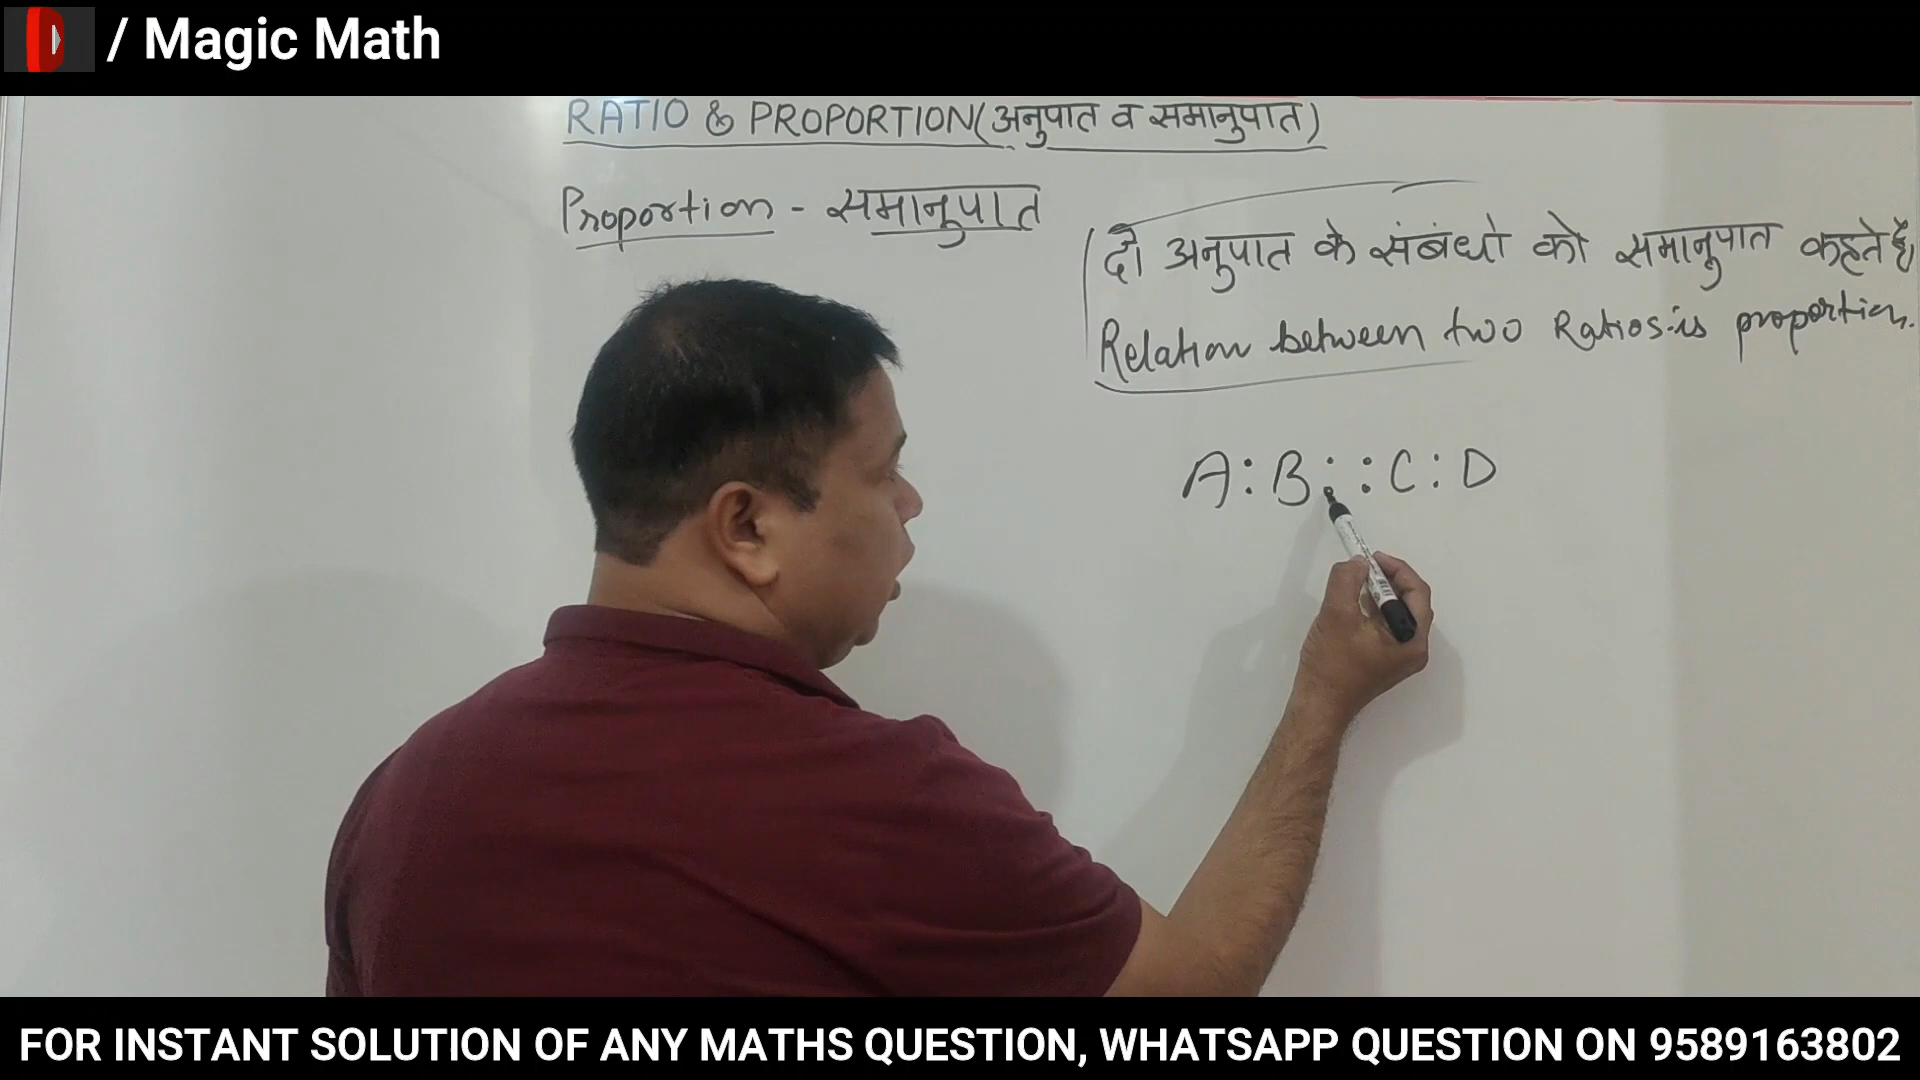 / Magic Math
RATIO & PROPORTION(अनुपात व समानुपात)
Proportion - समानुपात
दो अनुपात के संबंधो को समानुपात कहते है,
Relation between two Ratios is proportion.
A:B::C:D
FOR INSTANT SOLUTION OF ANY MATHS QUESTION, WHATSAPP QUESTION ON 9589163802